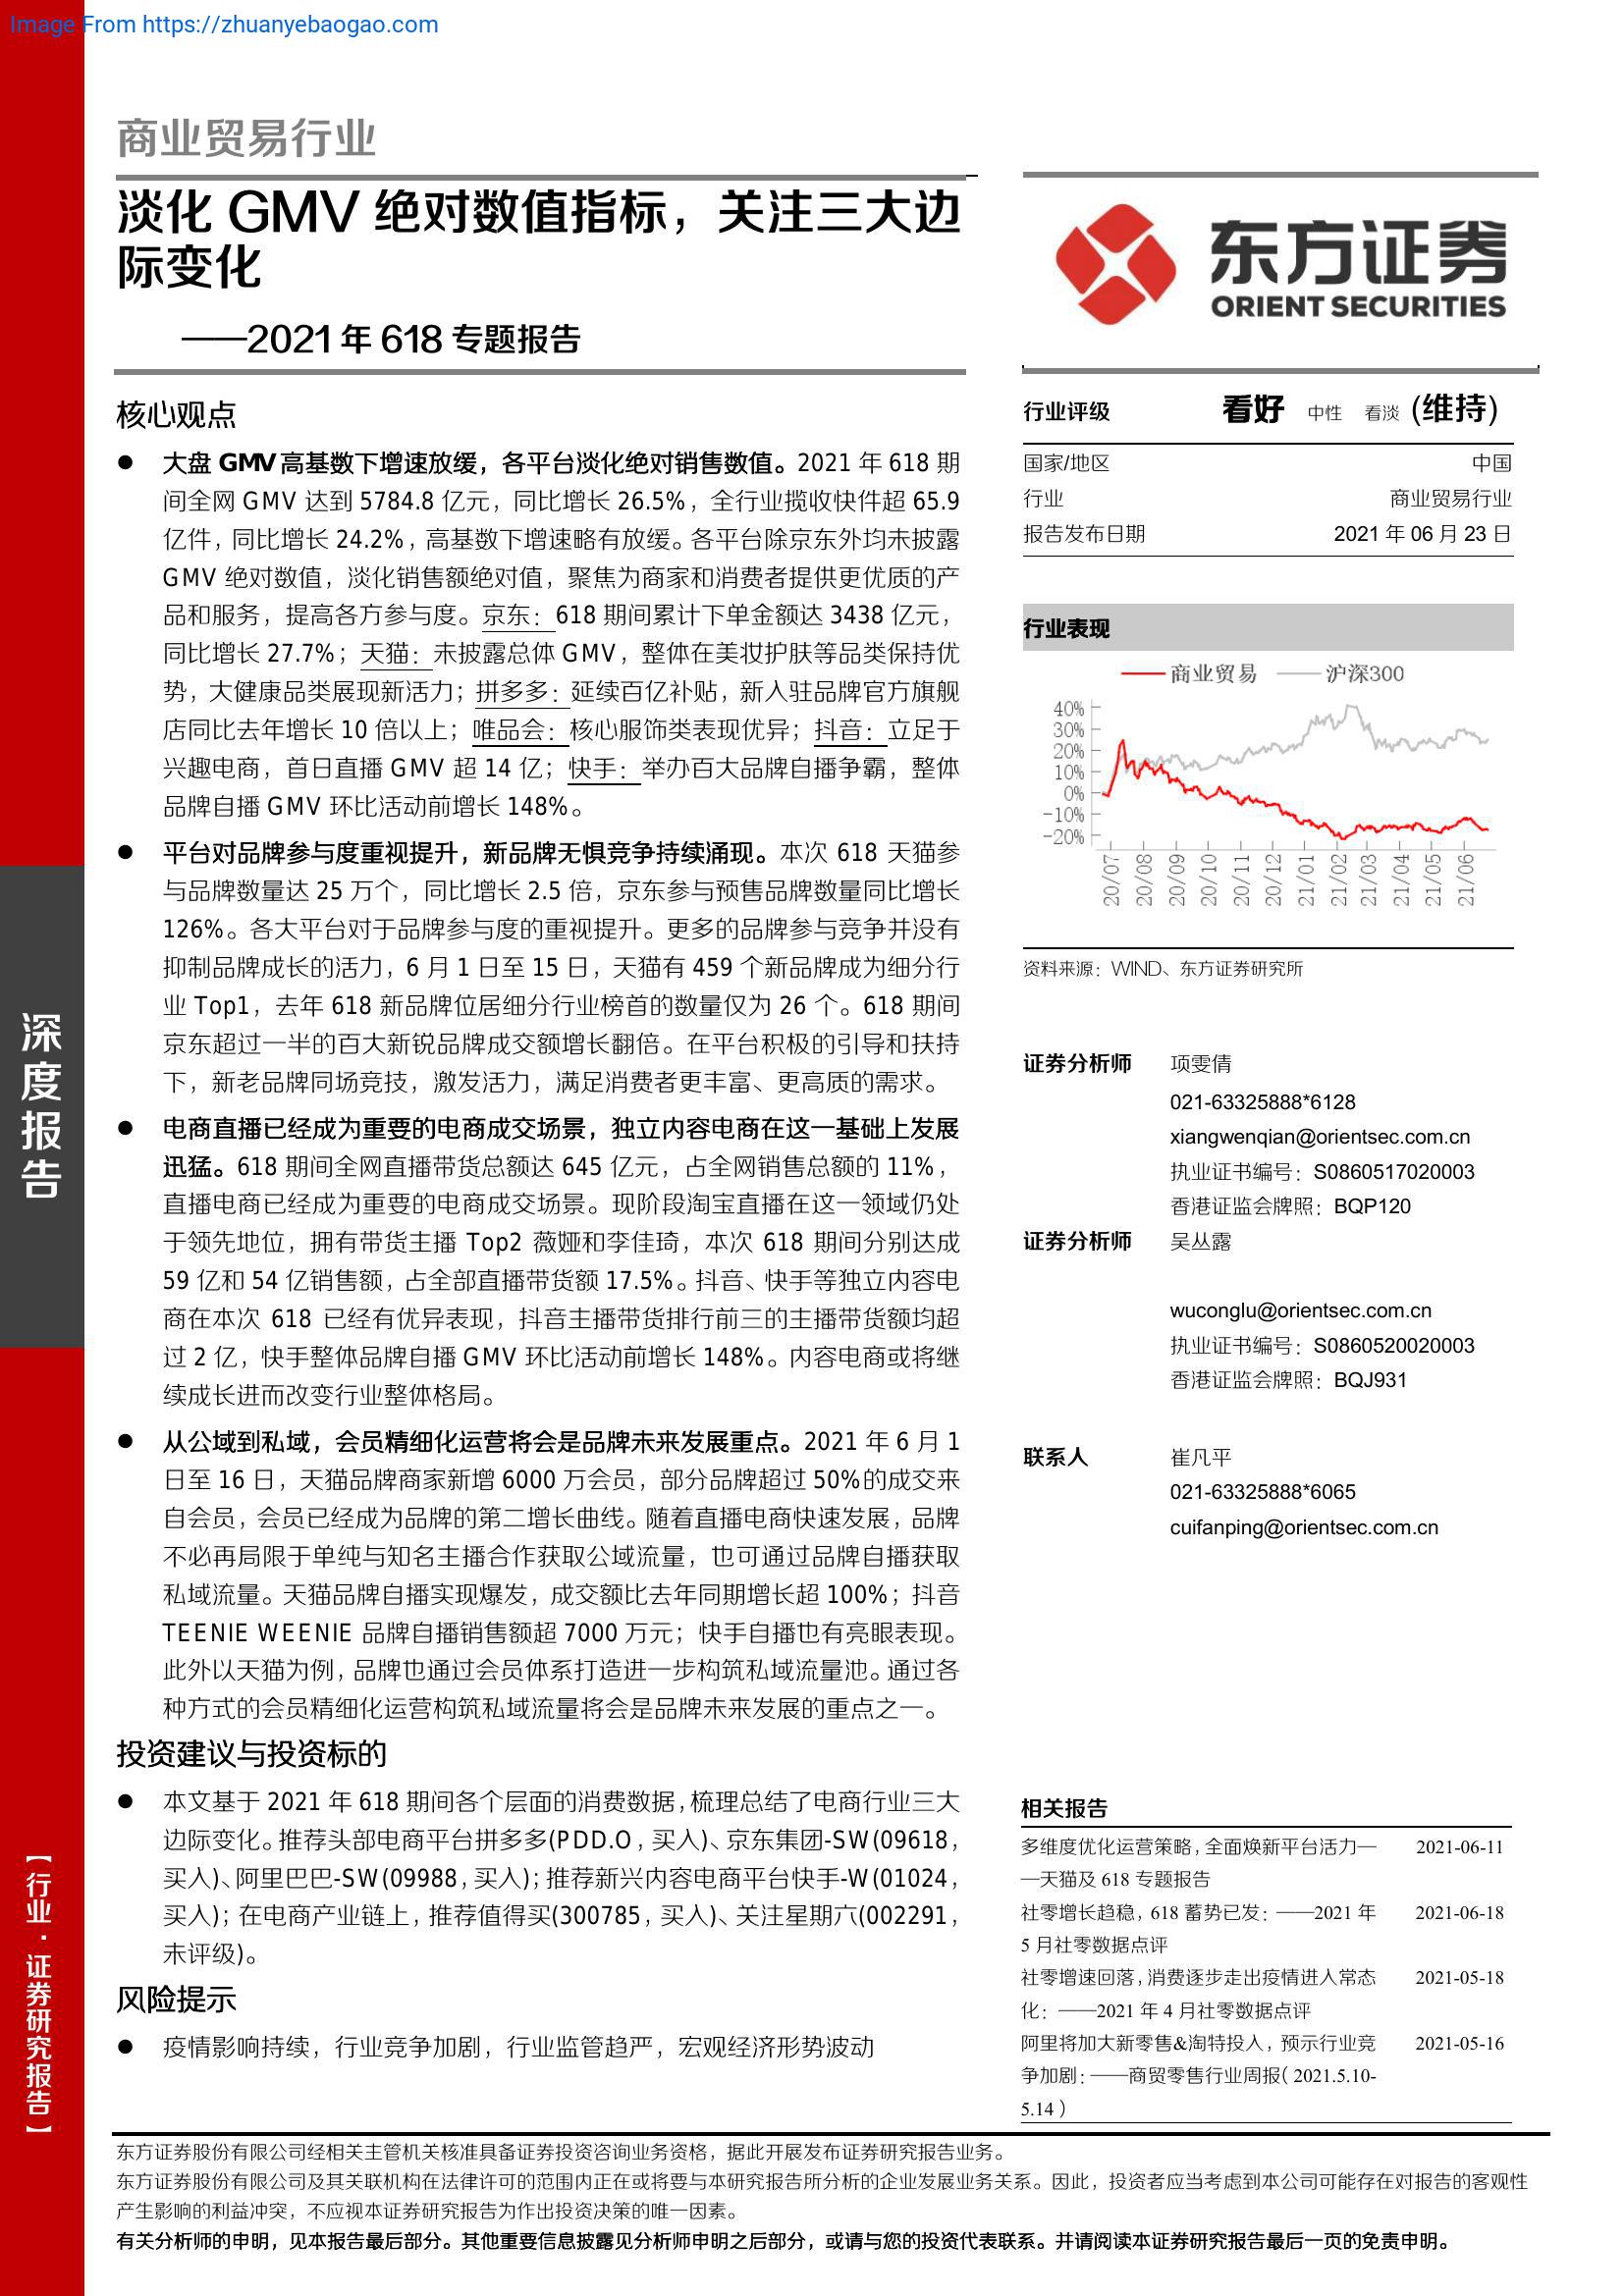 Image From https://zhuanyebaogao.com
商业贸易行业
淡化 GMV 绝对数值指标，关注三大边
际变化
——2021 年 618 专题报告
核心观点
● 大盘 GMV 高基数下增速放缓，各平台淡化绝对销售数值。2021 年 618 期
间全网 GMV 达到 5784.8 亿元，同比增长 26.5%，全行业揽收快件超 65.9
亿件，同比增长 24.2%，高基数下增速略有放缓。各平台除京东外均未披露
GMV 绝对数值，淡化销售额绝对值，聚焦为商家和消费者提供更优质的产
品和服务，提高各方参与度。京东：618 期间累计下单金额达 3438 亿元，
同比增长 27.7%；天猫：未披露总体 GMV，整体在美妆护肤等品类保持优
势，大健康品类展现新活力；拼多多：延续百亿补贴，新入驻品牌官方旗舰
店同比去年增长 10 倍以上；唯品会：核心服饰类表现优异；抖音：立足于
兴趣电商，首日直播 GMV 超 14 亿；快手：举办百大品牌自播争霸，整体
品牌自播 GMV 环比活动前增长 148%。
● 平台对品牌参与度重视提升，新品牌无惧竞争持续涌现。本次 618 天猫参
与品牌数量达 25 万个，同比增长 2.5 倍，京东参与预售品牌数量同比增长
126%。各大平台对于品牌参与度的重视提升。更多的品牌参与竞争并没有
抑制品牌成长的活力，6 月 1 日至 15 日，天猫有 459 个新品牌成为细分行
业 Top1，去年 618 新品牌位居细分行业榜首的数量仅为 26 个。618 期间
京东超过一半的百大新锐品牌成交额增长翻倍。在平台积极的引导和扶持
下，新老品牌同场竞技，激发活力，满足消费者更丰富、更高质的需求。
● 电商直播已经成为重要的电商成交场景，独立内容电商在这一基础上发展
迅猛。618 期间全网直播带货总额达 645 亿元，占全网销售总额的 11%，
直播电商已经成为重要的电商成交场景。现阶段淘宝直播在这一领域仍处
于领先地位，拥有带货主播 Top2 薇娅和李佳琦，本次 618 期间分别达成
59 亿和 54 亿销售额，占全部直播带货额 17.5%。抖音、快手等独立内容电
商在本次 618 已经有优异表现，抖音主播带货排行前三的主播带货额均超
过 2 亿，快手整体品牌自播 GMV 环比活动前增长 148%。内容电商或将继
续成长进而改变行业整体格局。
● 从公域到私域，会员精细化运营将会是品牌未来发展重点。2021 年 6 月 1
日至 16 日，天猫品牌商家新增 6000 万会员，部分品牌超过 50%的成交来
自会员，会员已经成为品牌的第二增长曲线。随着直播电商快速发展，品牌
不必再局限于单纯与知名主播合作获取公域流量，也可通过品牌自播获取
私域流量。天猫品牌自播实现爆发，成交额比去年同期增长超 100%；抖音
TEENIE WEENIE 品牌自播销售额超 7000 万元；快手自播也有亮眼表现。
此外以天猫为例，品牌也通过会员体系打造进一步构筑私域流量池。通过各
种方式的会员精细化运营构筑私域流量将会是品牌未来发展的重点之一。
投资建议与投资标的
● 本文基于 2021 年 618 期间各个层面的消费数据，梳理总结了电商行业三大
边际变化。推荐头部电商平台拼多多(PDD.O，买入)、京东集团-SW(09618，
买入)、阿里巴巴-SW(09988，买入)；推荐新兴内容电商平台快手-W(01024，
买入)；在电商产业链上，推荐值得买(300785，买入)、关注星期六(002291，
未评级)。
风险提示
● 疫情影响持续，行业竞争加剧，行业监管趋严，宏观经济形势波动
东方证券
ORIENT SECURITIES
行业评级 看好 中性 看淡 (维持)
国家/地区 中国
行业 商业贸易行业
报告发布日期 2021 年 06 月 23 日
行业表现
商业贸易 沪深300
40%
30%
20%
10%
0%
-10%
-20%
20/07 20/08 20/09 20/10 20/11 20/12 21/01 21/02 21/03 21/04 21/05 21/06
资料来源：WIND、东方证券研究所
证券分析师 项雯倩
021-63325888*6128
xiangwenqian@orientsec.com.cn
执业证书编号：S0860517020003
香港证监会牌照：BQP120
证券分析师 吴丛露
wuconglu@orientsec.com.cn
执业证书编号：S0860520020003
香港证监会牌照：BQJ931
联系人 崔凡平
021-63325888*6065
cuifanping@orientsec.com.cn
相关报告
多维度优化运营策略，全面焕新平台活力— 2021-06-11
—天猫及 618 专题报告
社零增长趋稳，618 蓄势已发：——2021 年 2021-06-18
5 月社零数据点评
社零增速回落，消费逐步走出疫情进入常态 2021-05-18
化：——2021 年 4 月社零数据点评
阿里将加大新零售&淘特投入，预示行业竞 2021-05-16
争加剧：——商贸零售行业周报（2021.5.10-
5.14）
深度报告
【行业·证券研究报告】
东方证券股份有限公司经相关主管机关核准具备证券投资咨询业务资格，据此开展发布证券研究报告业务。
东方证券股份有限公司及其关联机构在法律许可的范围内正在或将要与本研究报告所分析的企业发展业务关系。因此，投资者应当考虑到本公司可能存在对报告的客观性
产生影响的利益冲突，不应视本证券研究报告为作出投资决策的唯一因素。
有关分析师的申明，见本报告最后部分。其他重要信息披露见分析师申明之后部分，或请与您的投资代表联系。并请阅读本证券研究报告最后一页的免责申明。